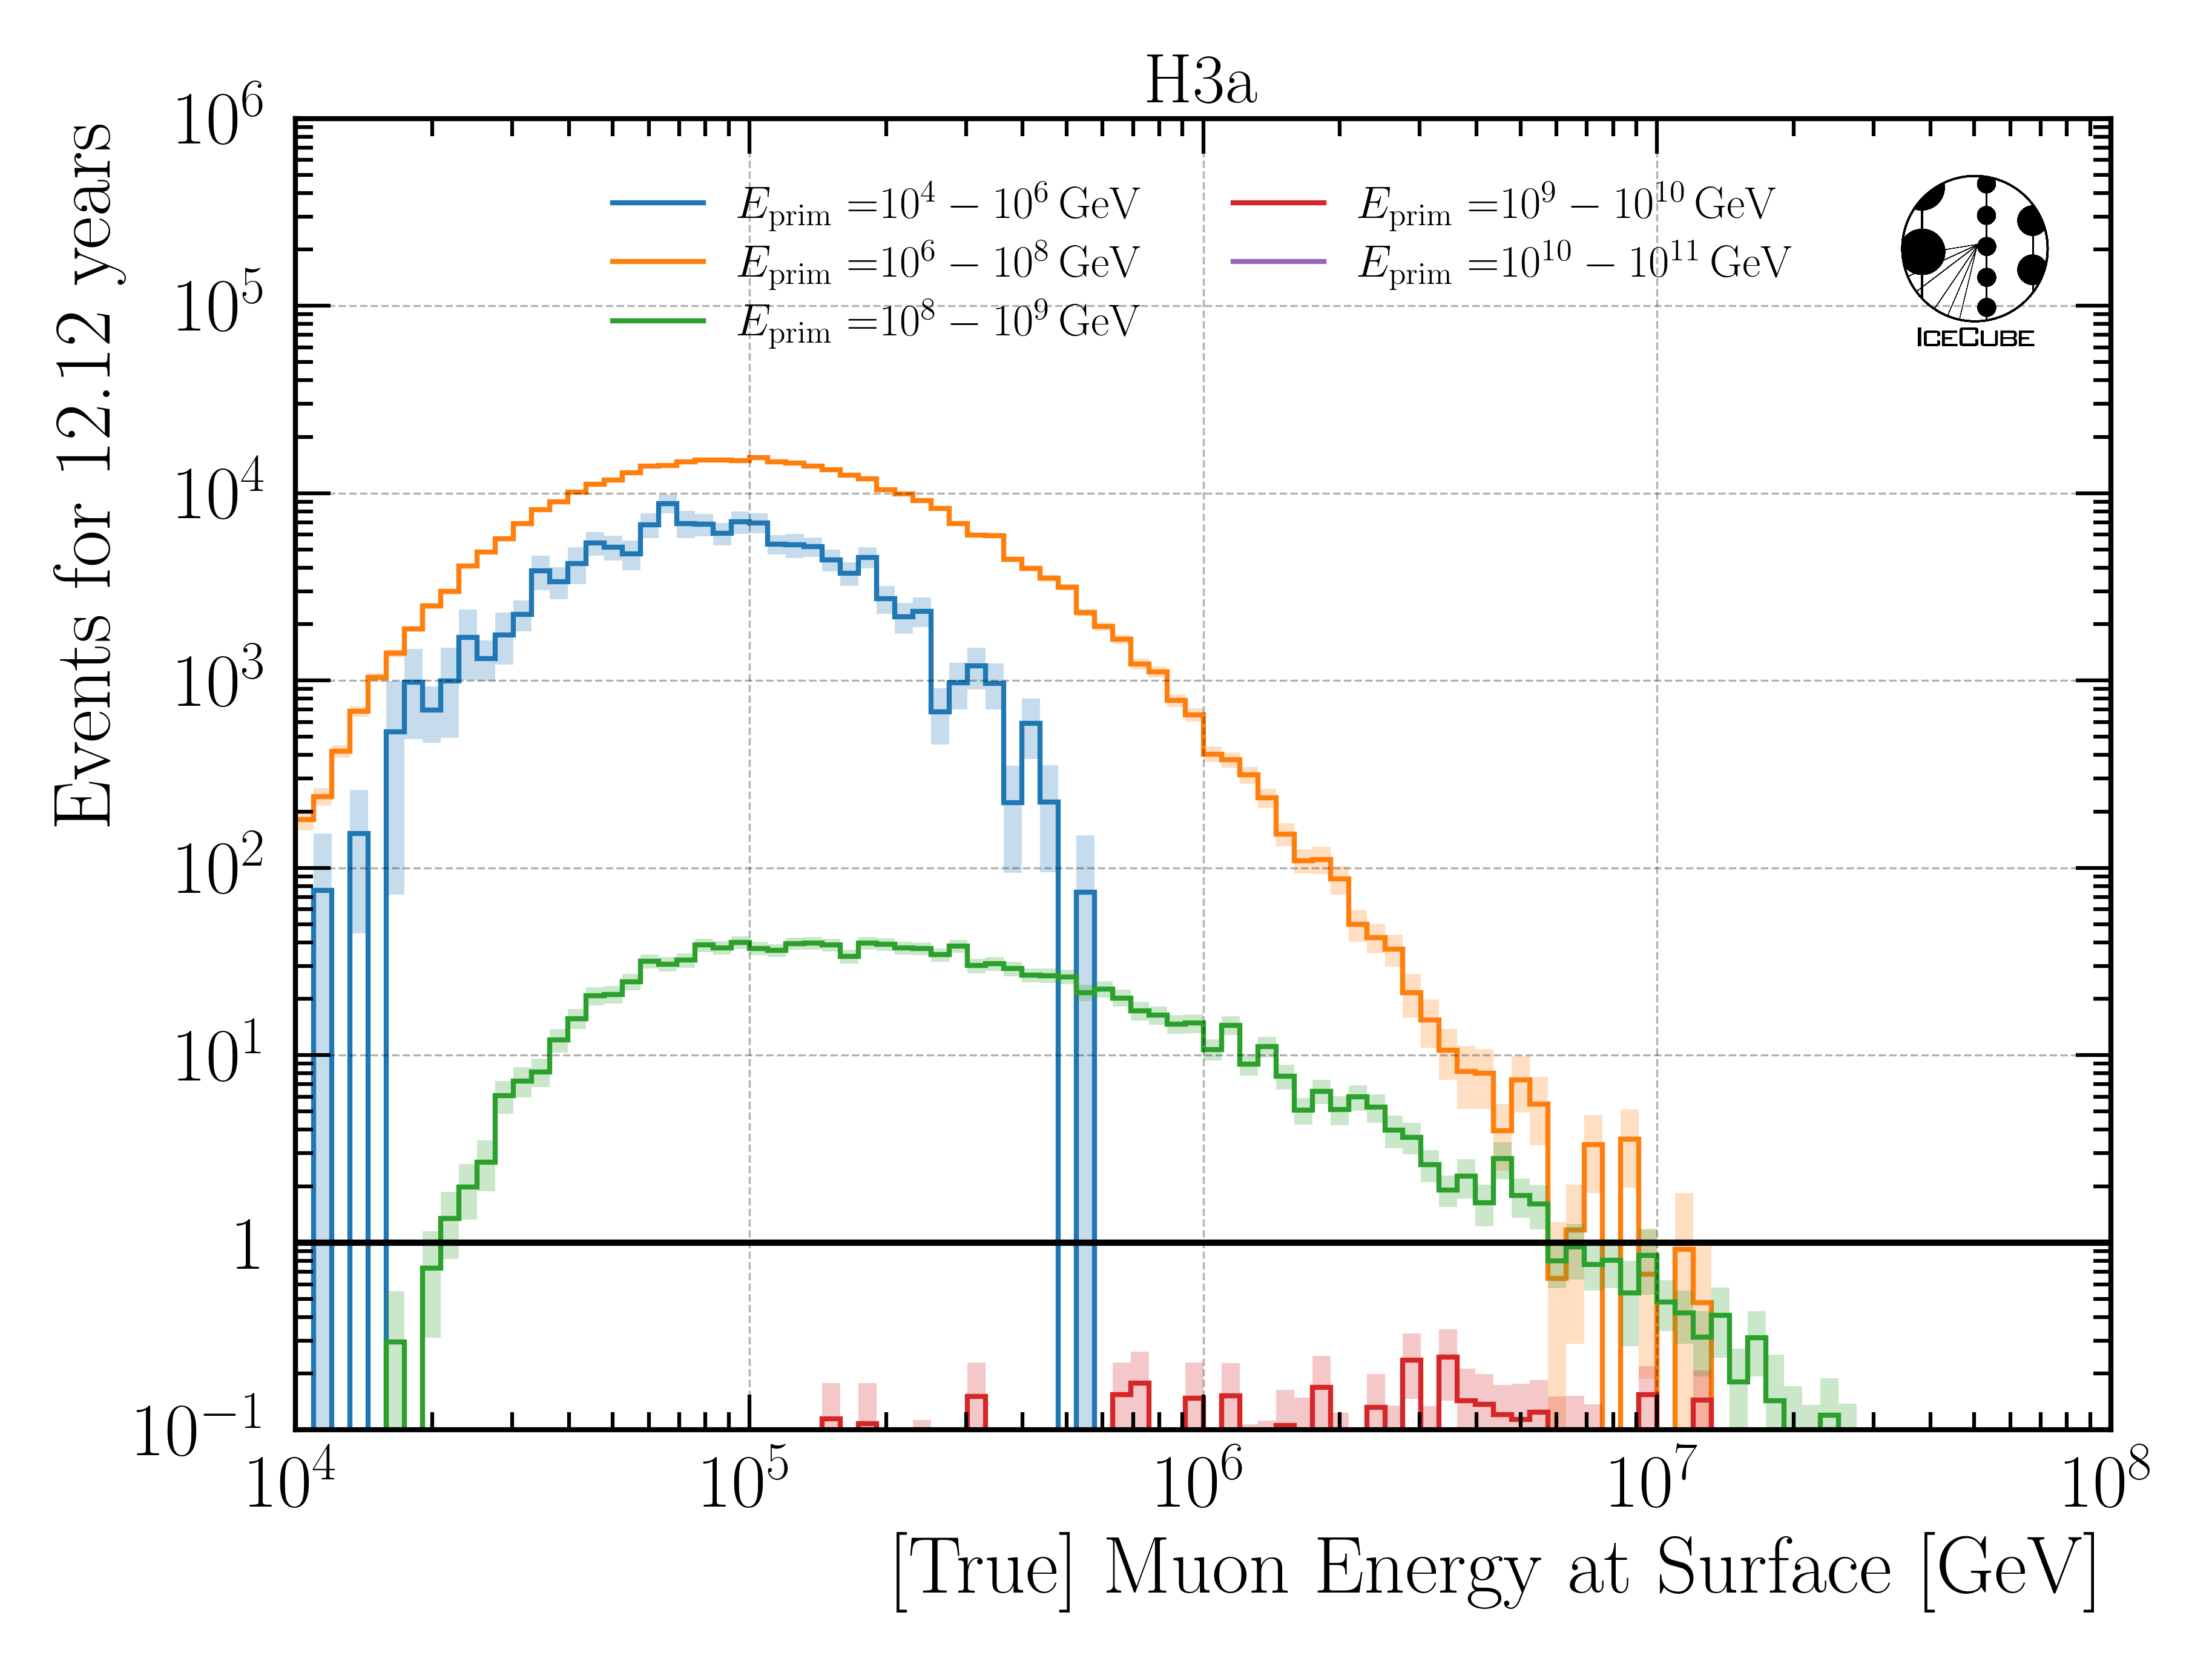 H3a
Events for 12.12 years
10^6
10^5
10^4
10^3
10^2
10^1
1
10^−1
E_prim =10^4 − 10^6 GeV
E_prim =10^6 − 10^8 GeV
E_prim =10^8 − 10^9 GeV
E_prim =10^9 − 10^10 GeV
E_prim =10^10 − 10^11 GeV
ICECUBE
10^4 10^5 10^6 10^7 10^8
[True] Muon Energy at Surface [GeV]